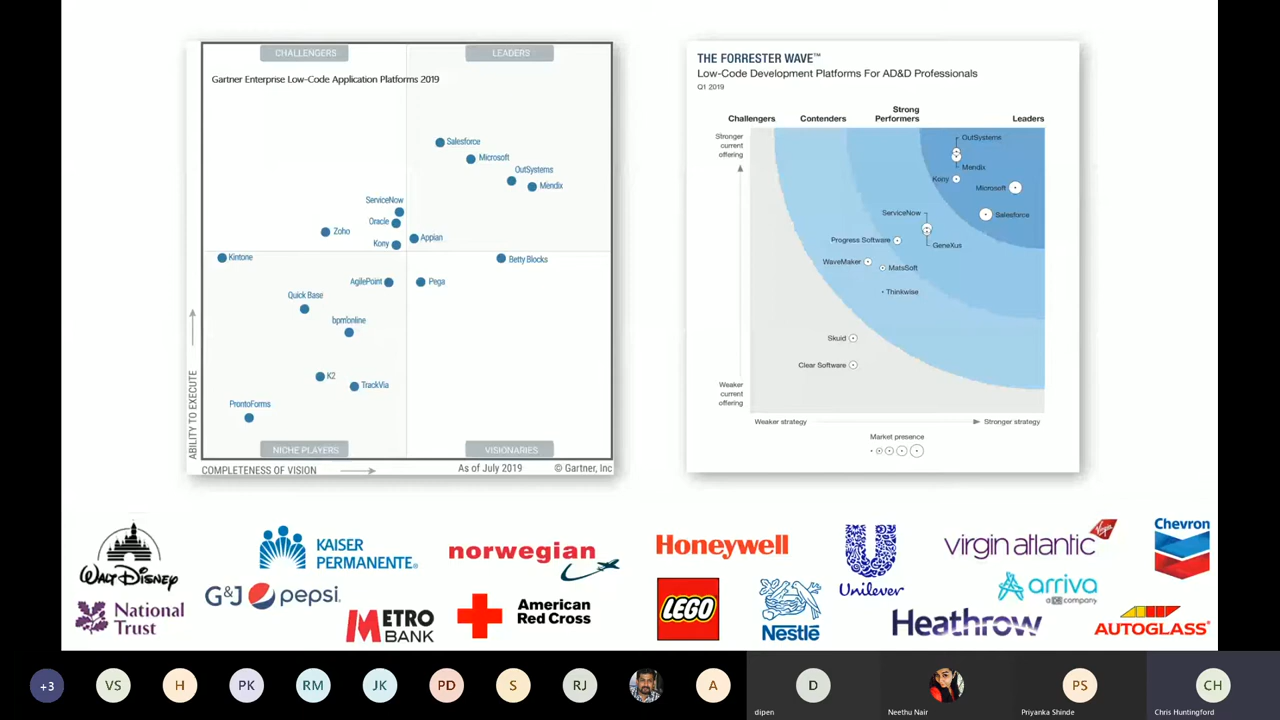 CHALLENGERS
LEADERS
Gartner Enterprise Low-Code Application Platforms 2019
Salesforce
Microsoft
OutSystems
Mendix
ServiceNow
Oracle
Zoho
Kony
Appian
Kintone
Betty Blocks
AgilePoint
Pega
Quick Base
bpm'online
K2
TrackVia
ProntoForms
NICHE PLAYERS
VISIONARIES
ABILITY TO EXECUTE
COMPLETENESS OF VISION
As of July 2019
© Gartner, Inc
THE FORRESTER WAVE™
Low-Code Development Platforms For AD&D Professionals
Q1 2019
Challengers
Contenders
Strong
Performers
Leaders
Stronger
current
offering
OutSystems
Mendix
Kony
Microsoft
ServiceNow
Salesforce
Progress Software
GeneXus
WaveMaker
MatsSoft
Thinkwise
Skuid
Clear Software
Weaker
current
offering
Weaker strategy
Stronger strategy
Market presence
WALT DISNEY
KAISER
PERMANENTE®
norwegian
Honeywell
Unilever
virgin atlantic
Virgin
Chevron
National
Trust
G&J pepsi
METRO
BANK
American
Red Cross
LEGO
Nestlē
arriva
a DB company
Heathrow
AUTOGLASS®
+3
VS
H
PK
RM
JK
PD
S
RJ
A
D
PS
CH
dipen
Neethu Nair
Priyanka Shinde
Chris Huntingford